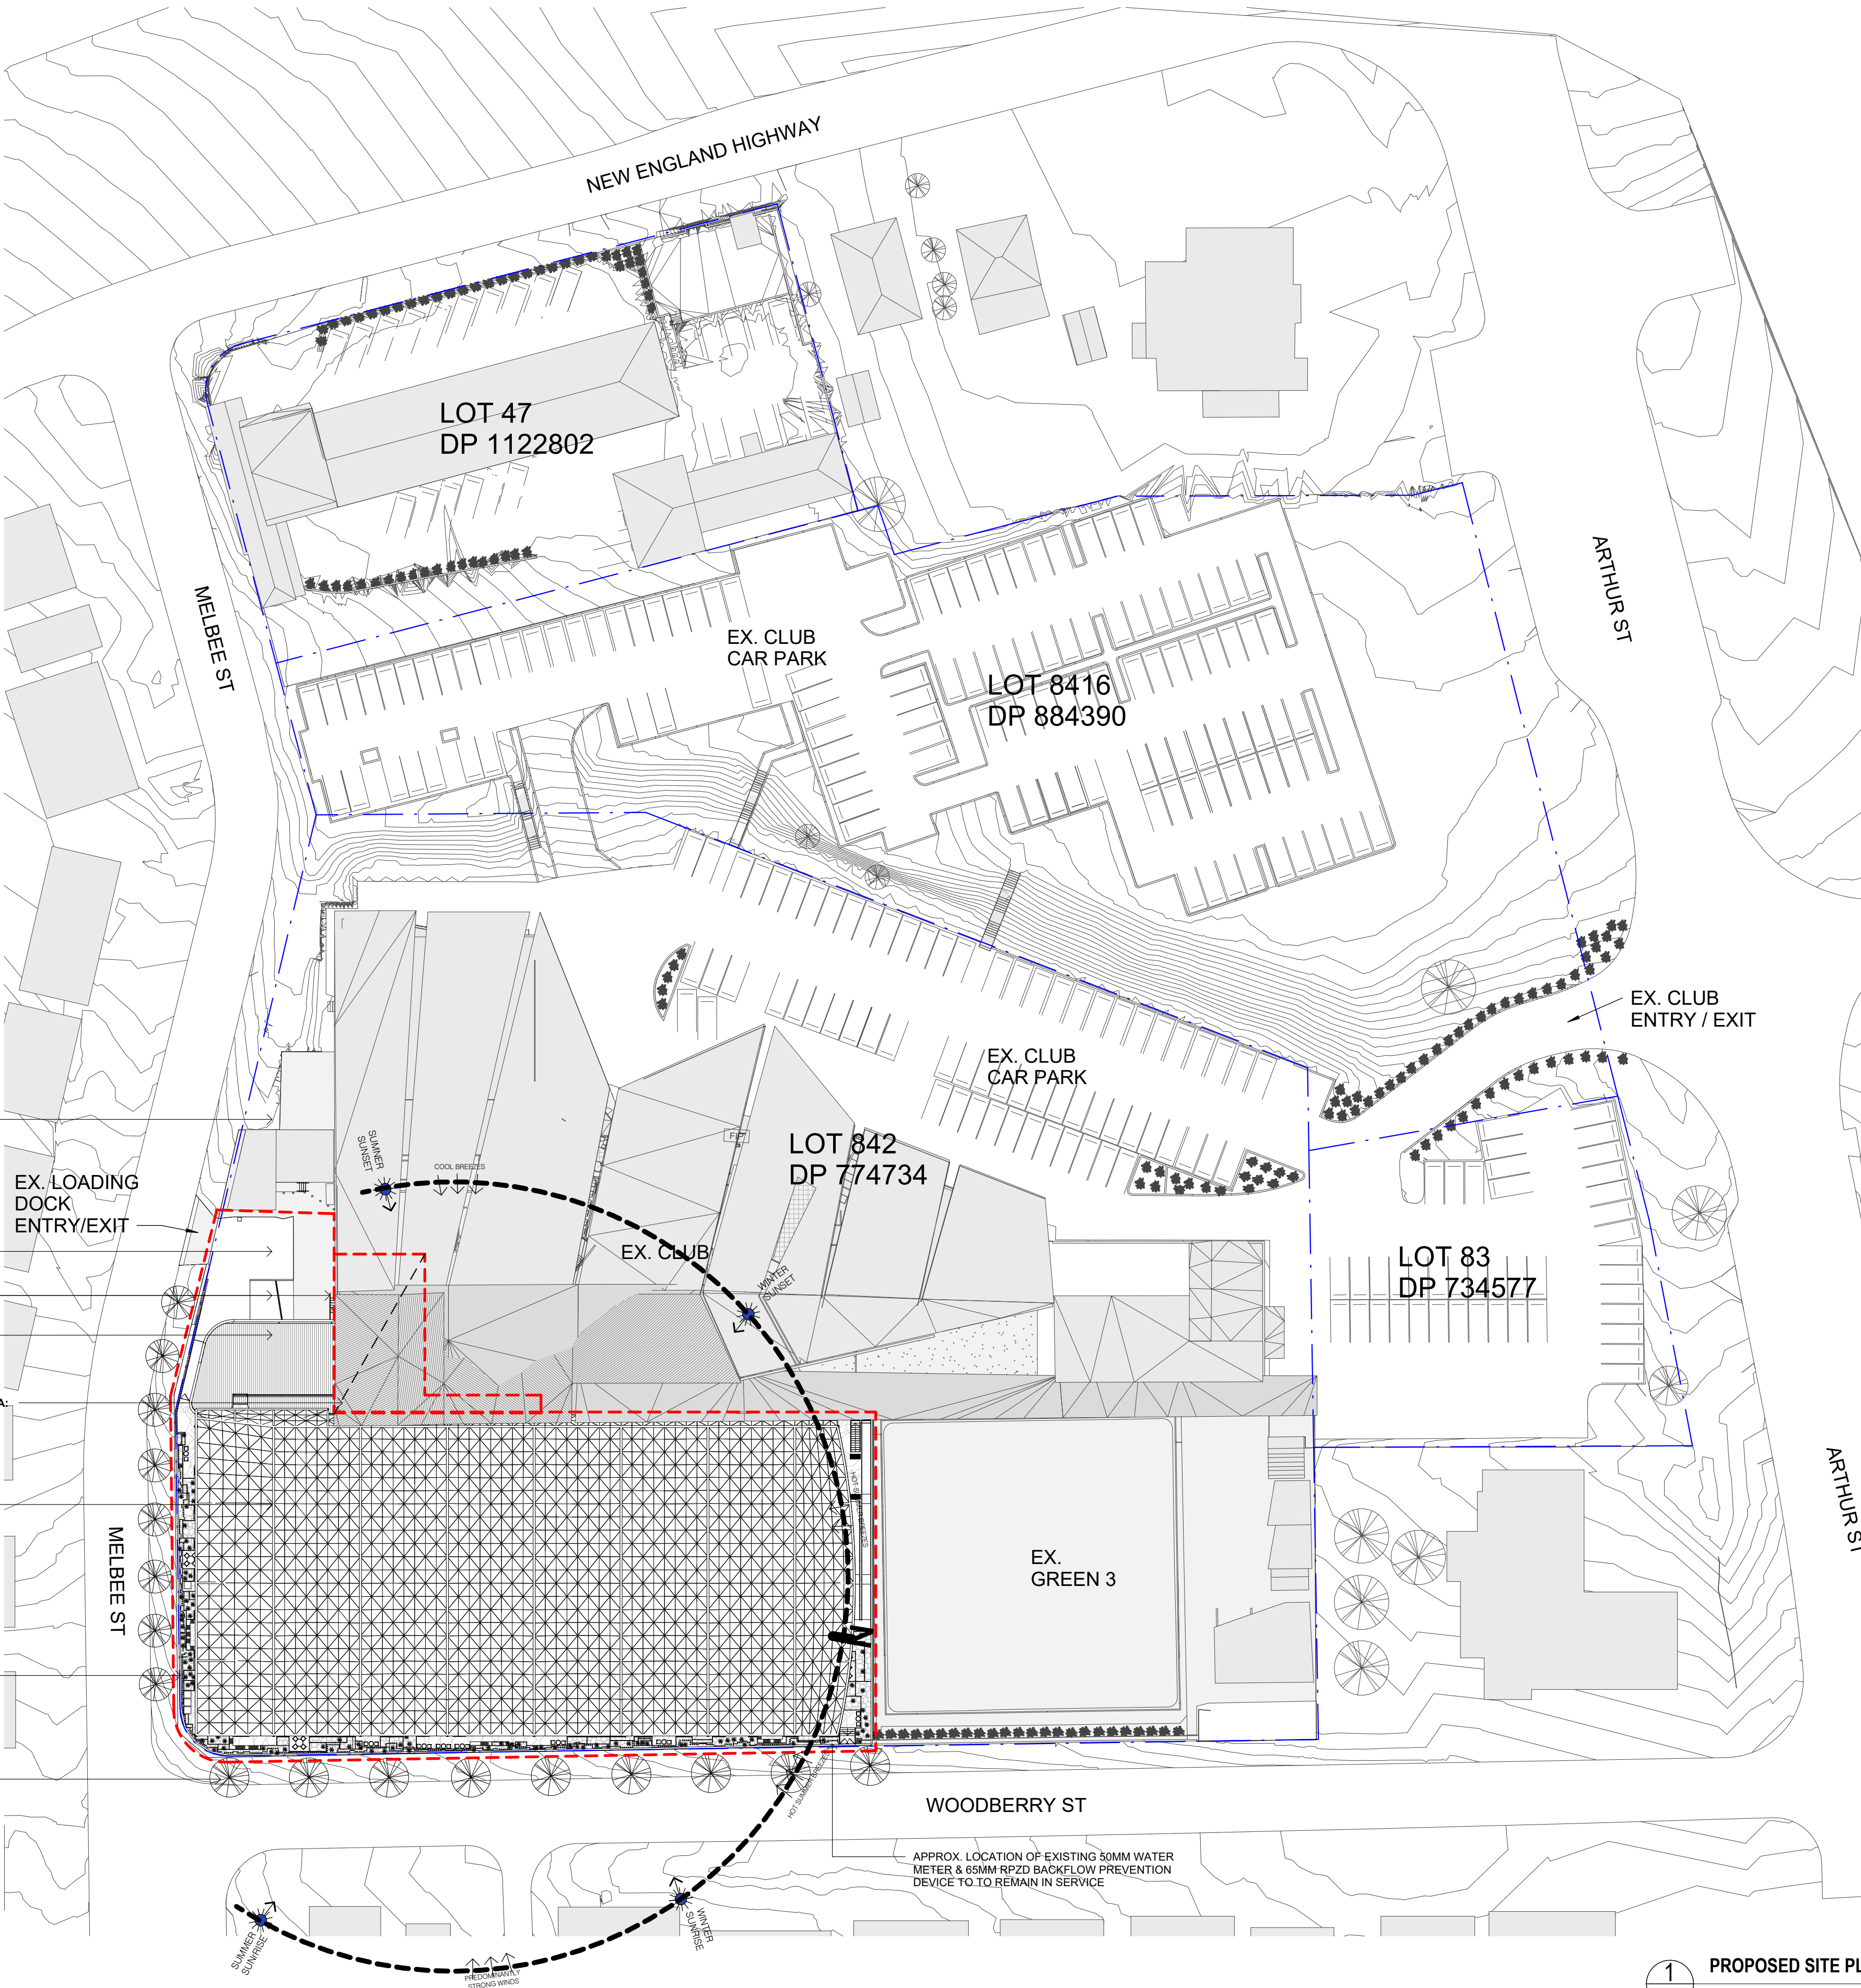 NEW ENGLAND HIGHWAY
LOT 47
DP 1122802
MELBEE ST
ARTHUR ST
EX. CLUB
CAR PARK
LOT 8416
DP 884390
EX. CLUB
ENTRY / EXIT
EX. CLUB
CAR PARK
LOT 842
DP 774734
SUMNER
SUNSET
COOL BREEZES
EX. LOADING
DOCK
ENTRY/EXIT
EX. CLUB
WINTER
SUNSET
LOT 83
DP 734577
A:
ARTHUR ST
MELBEE ST
EX.
GREEN 3
N
HOT SUMMER BREEZES
WOODBERRY ST
APPROX. LOCATION OF EXISTING 50MM WATER
METER & 65MM RPZD BACKFLOW PREVENTION
DEVICE TO TO REMAIN IN SERVICE
SUMMER
SUNRISE
WINTER
SUNRISE
PREDOMINANTLY
STRONG WINDS
1
PROPOSED SITE PL